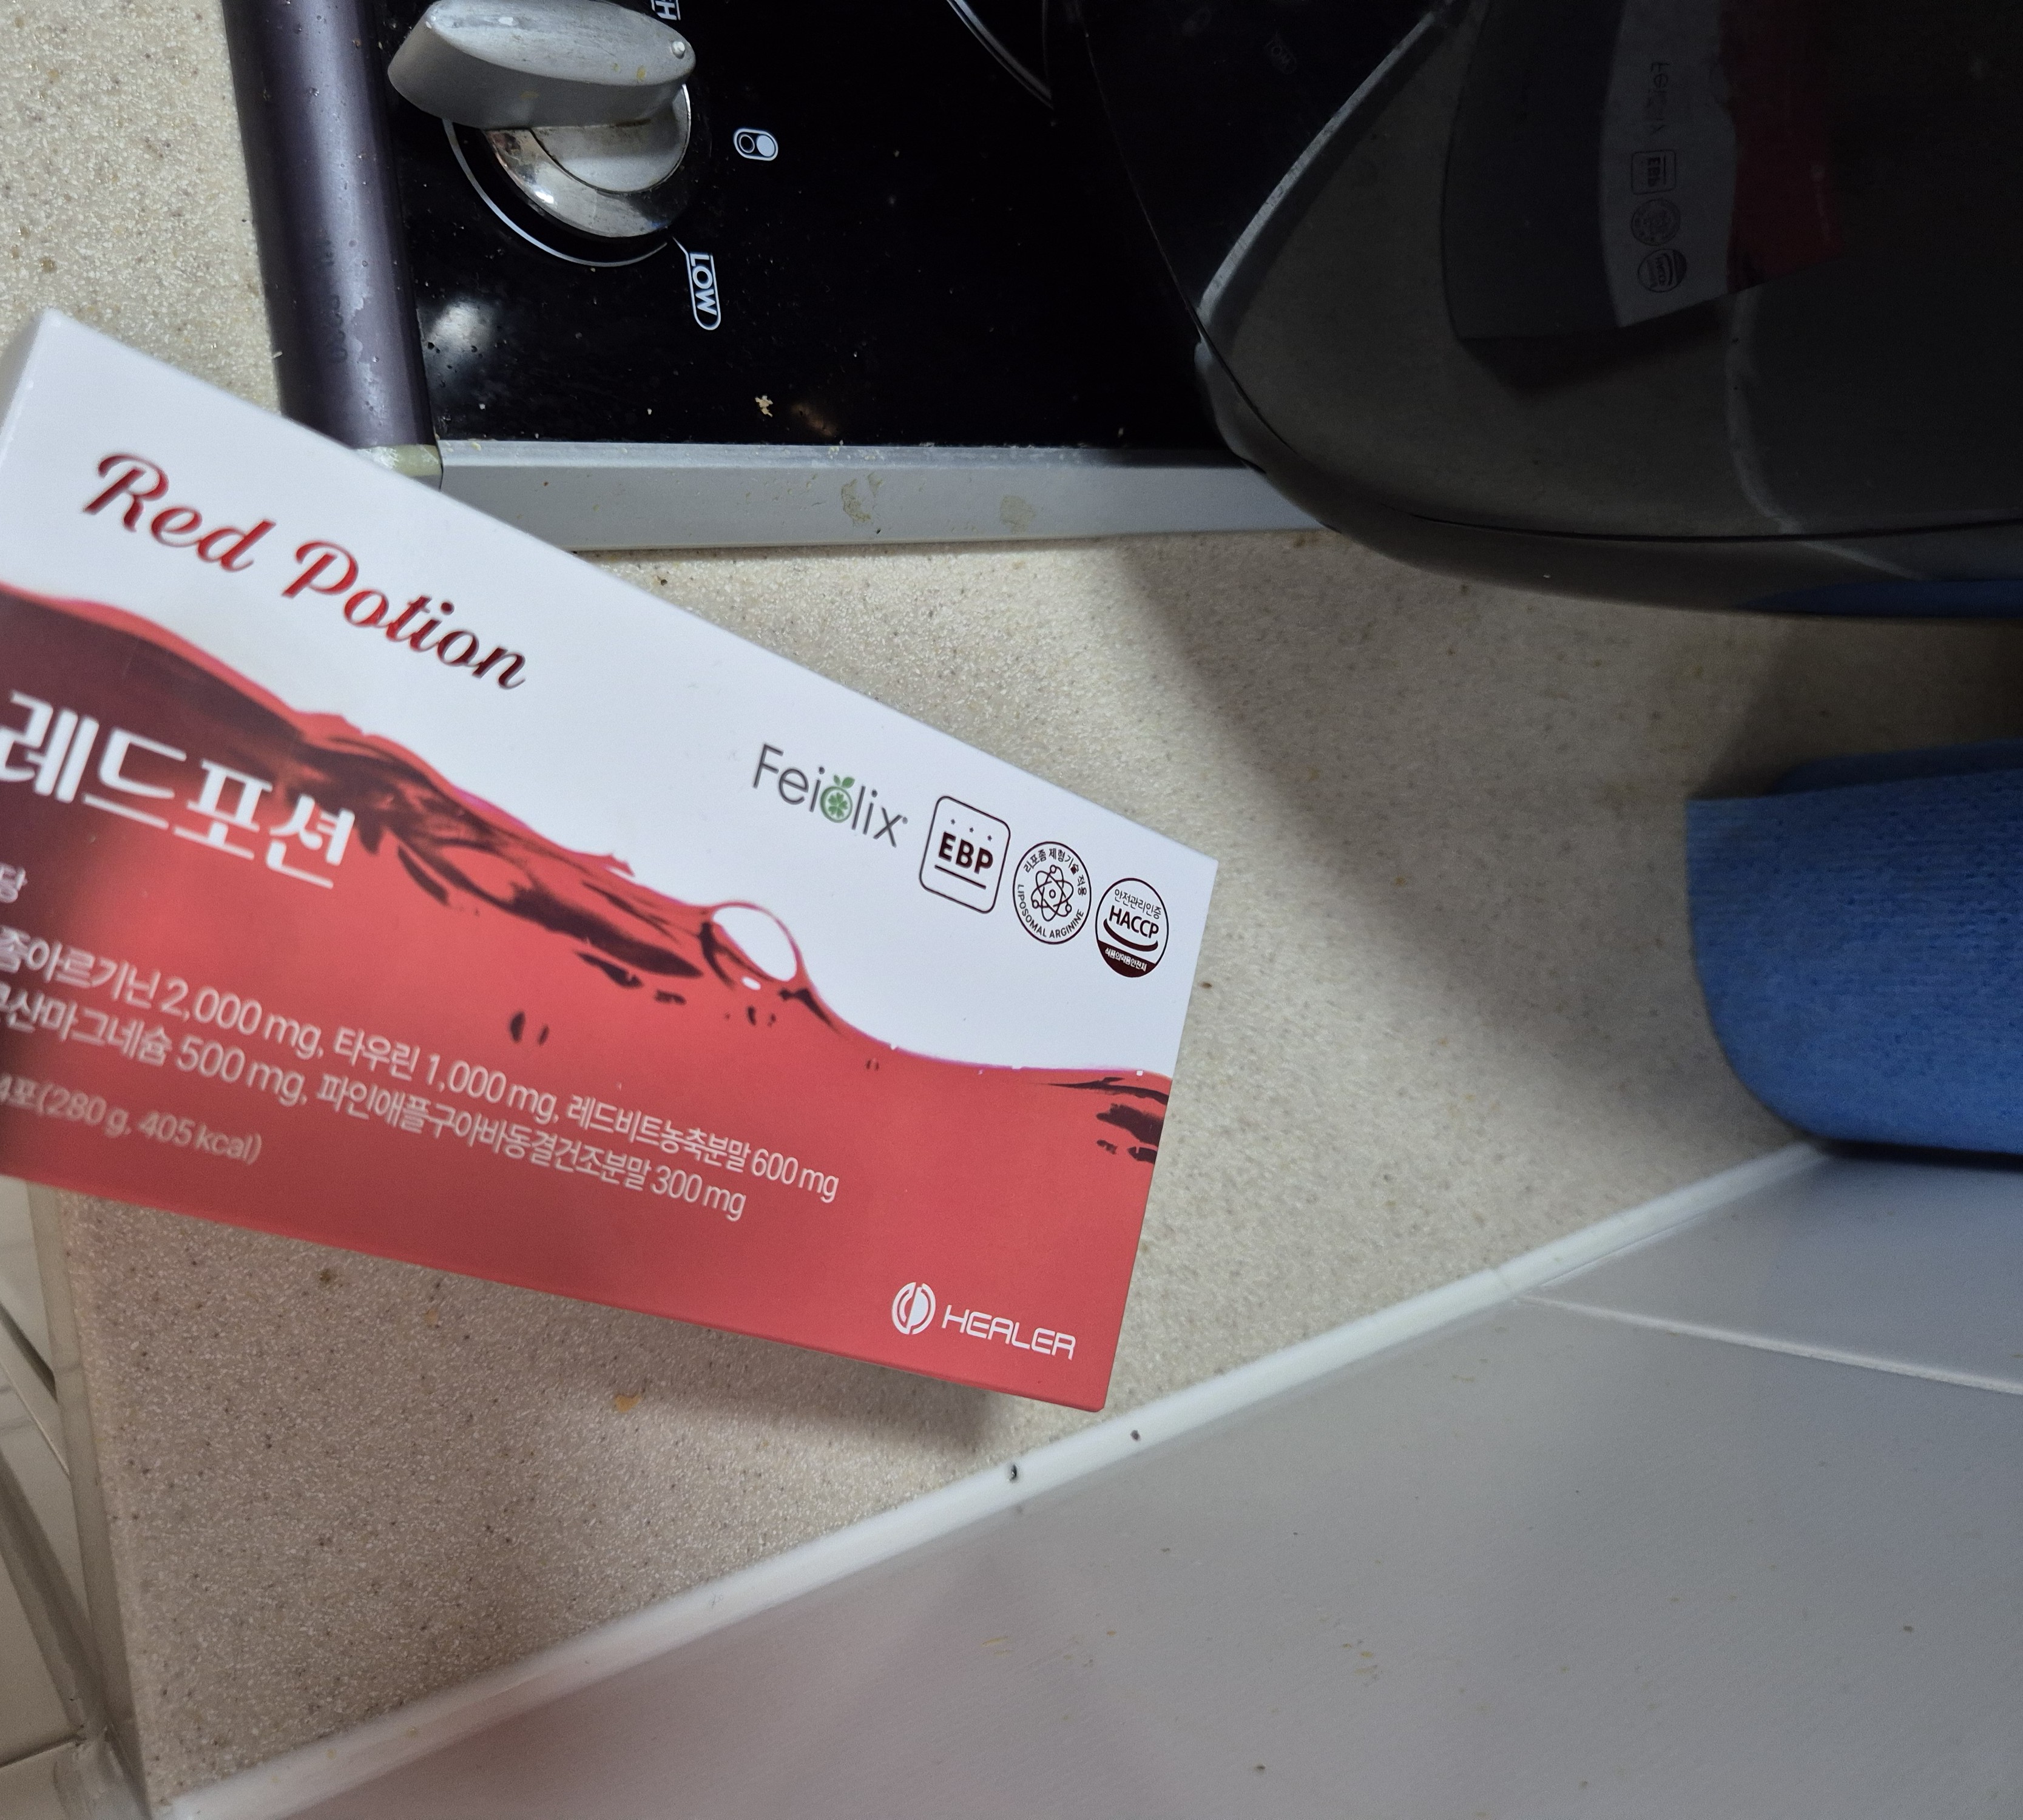 LOW
Red Potion
레드포션
Feiolix
EBP
리포좀 제형기술 적용
LIPOSOMAL ARGININE
안전관리인증
HACCP
식품의약품안전처
당
좀아르기닌 2,000 mg, 타우린 1,000 mg, 레드비트농축분말 600 mg
산마그네슘 500 mg, 파인애플구아바동결건조분말 300 mg
4포(280 g, 405 kcal)
HEALER